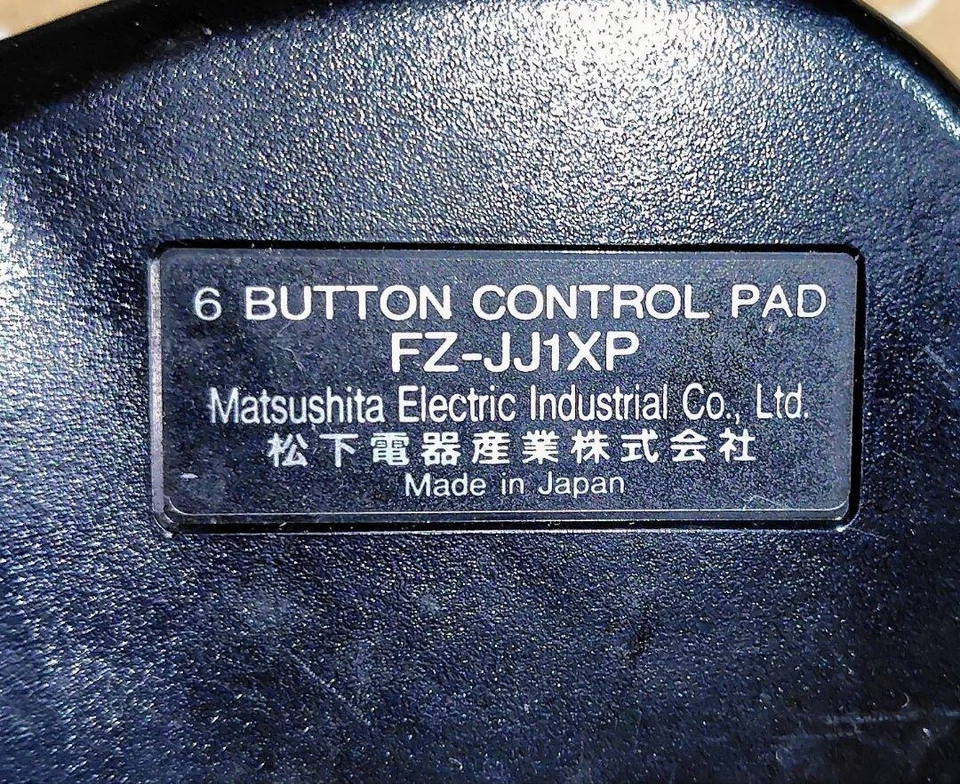 6 BUTTON CONTROL PAD
FZ-JJ1XP
Matsushita Electric Industrial Co., Ltd.
松下電器産業株式会社
Made in Japan